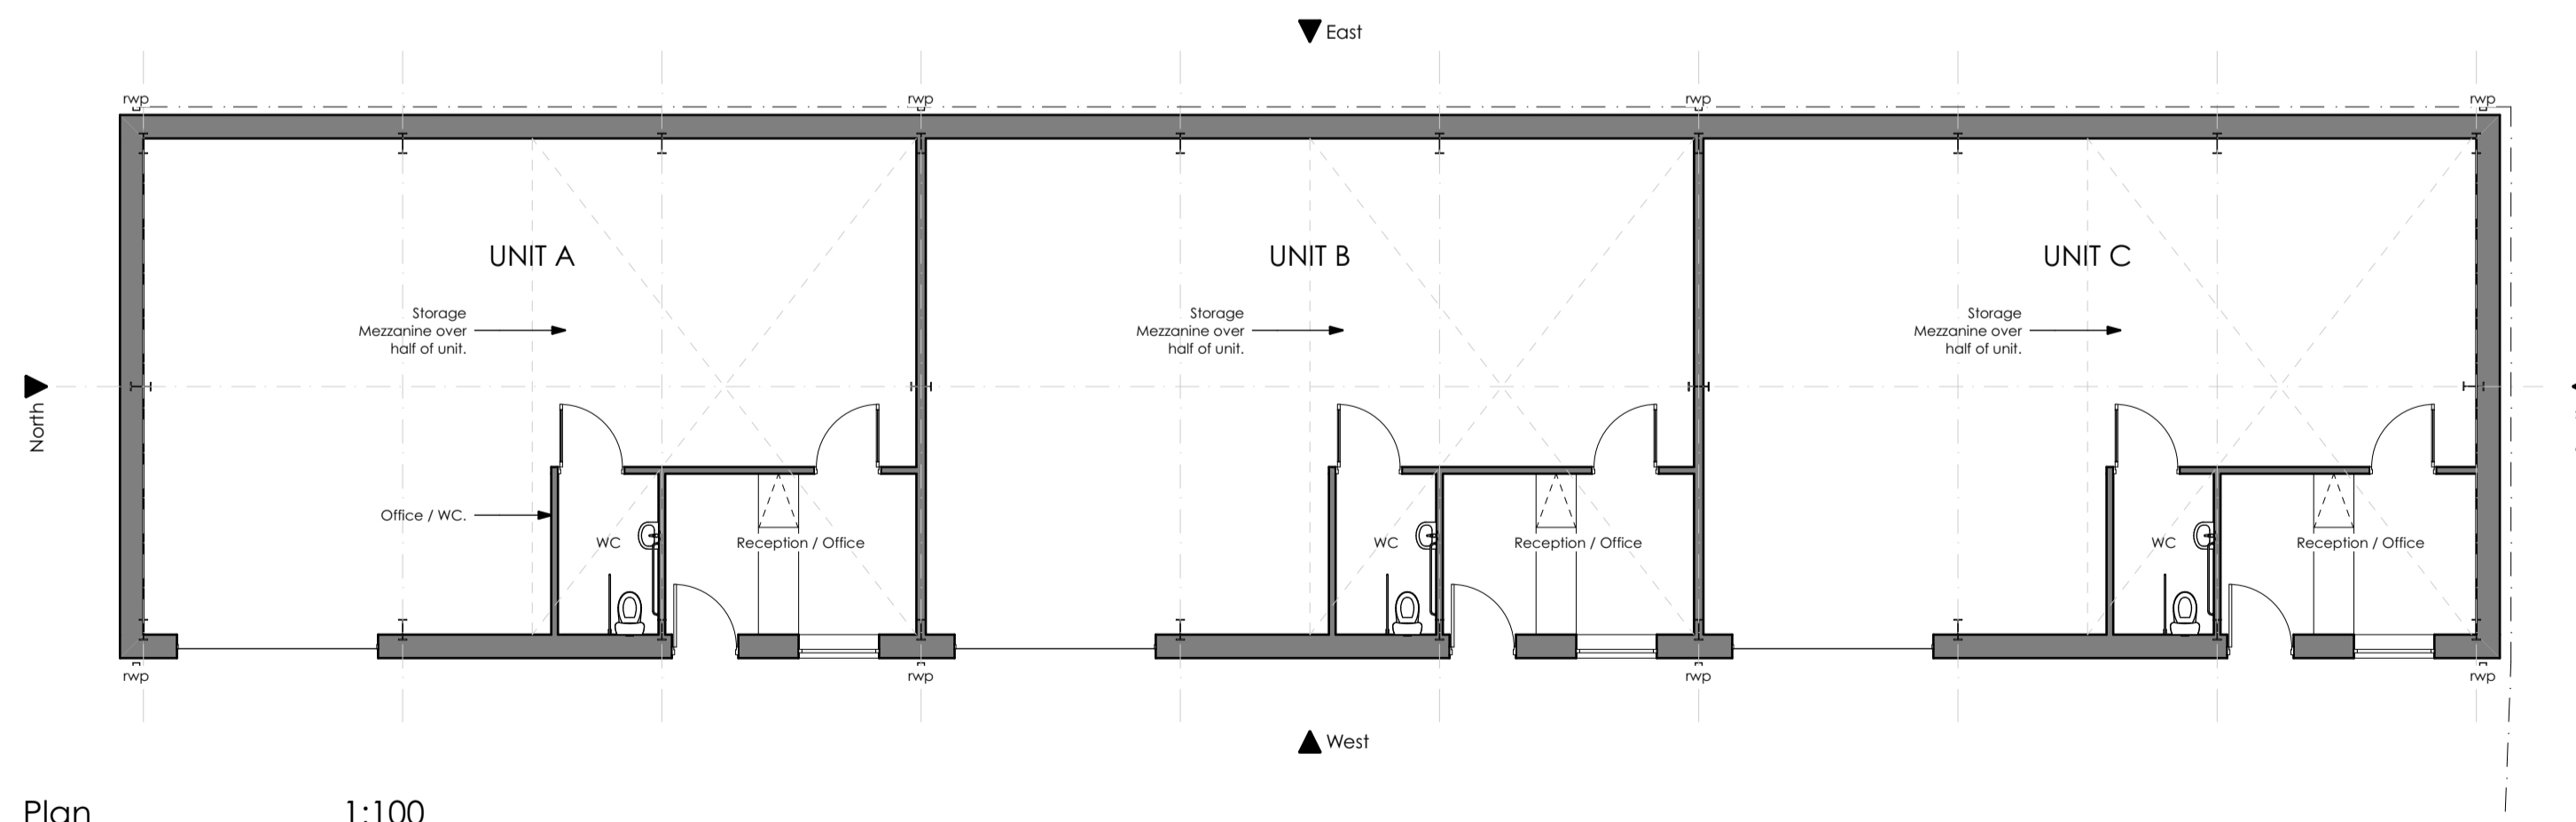 East
rwp
rwp
rwp
rwp
UNIT A
UNIT B
UNIT C
Storage
Mezzanine over
half of unit.
Storage
Mezzanine over
half of unit.
Storage
Mezzanine over
half of unit.
North
Office / WC.
WC
Reception / Office
WC
Reception / Office
WC
Reception / Office
rwp
rwp
rwp
rwp
West
Plan
1:100